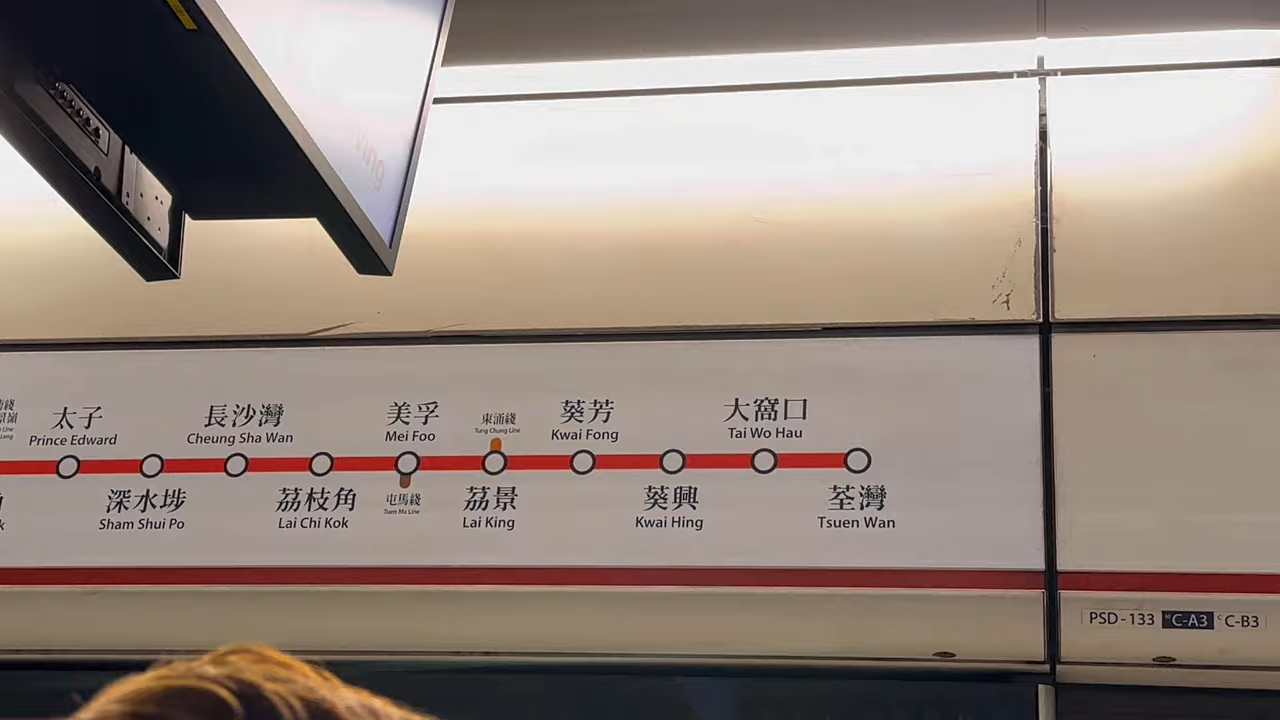 太子
Prince Edward
深水埗
Sham Shui Po
長沙灣
Cheung Sha Wan
荔枝角
Lai Chi Kok
美孚
Mei Foo
屯馬綫
Tuen Ma Line
東涌綫
Tung Chung Line
荔景
Lai King
葵芳
Kwai Fong
葵興
Kwai Hing
大窩口
Tai Wo Hau
荃灣
Tsuen Wan
PSD-133 C-A3 C-B3